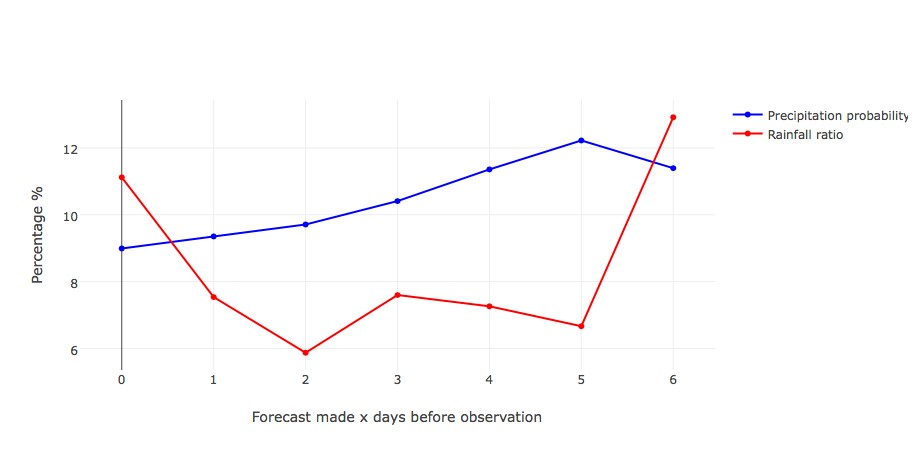 Precipitation probability
Rainfall ratio
Percentage %
12
10
8
6
0 1 2 3 4 5 6
Forecast made x days before observation